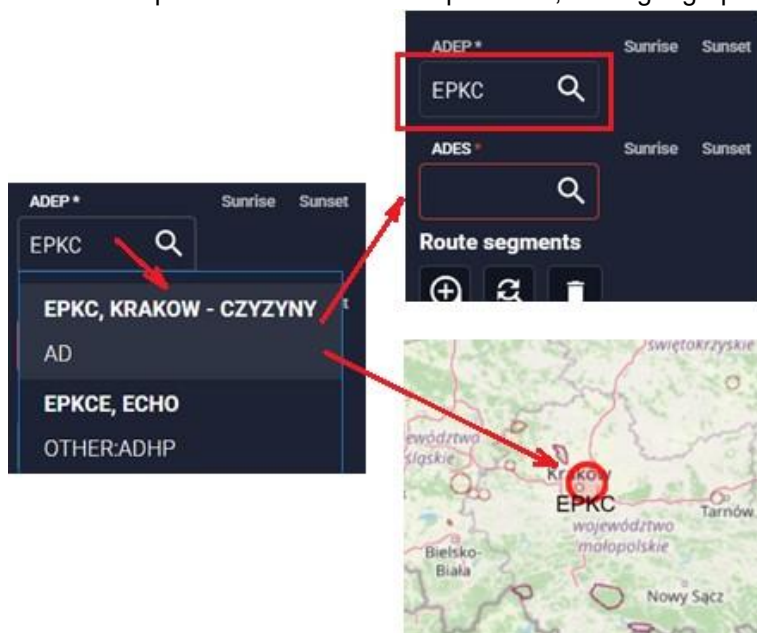 ADEP * Sunrise Sunset
EPKC
EPKC, KRAKOW - CZYZYNY
AD
EPKCE, ECHO
OTHER:ADHP
ADEP * Sunrise Sunset
EPKC
ADES * Sunrise Sunset
Route segments
świętokrzyskie
śląskie
Kraków
EPKC
Tarnów
województwo
małopolskie
Bielsko-
Biała
Nowy Sącz